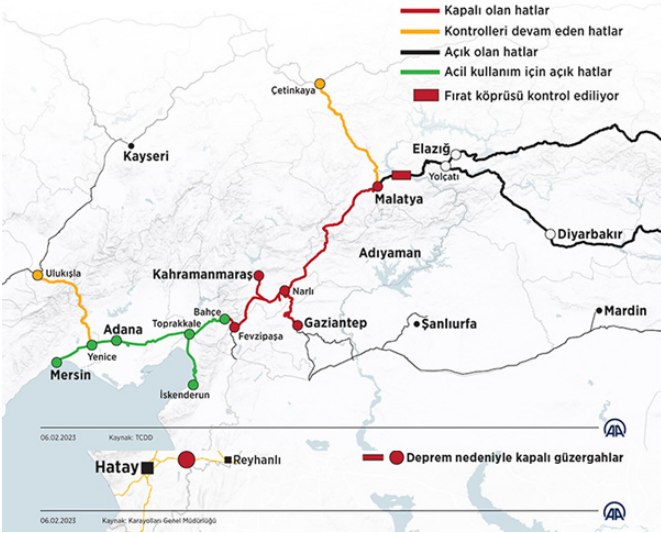 Kapalı olan hatlar
Kontrolleri devam eden hatlar
Açık olan hatlar
Acil kullanım için açık hatlar
Fırat köprüsü kontrol ediliyor
Çetinkaya
Kayseri
Elazığ
Yolçatı
Malatya
Diyarbakır
Adıyaman
Ulukışla
Kahramanmaraş
Narlı
Bahçe
Toprakkale
Fevzipaşa
Gaziantep
Şanlıurfa
Mardin
Adana
Yenice
Mersin
İskenderun
06.02.2023 Kaynak: TCDD
AA
Hatay
Reyhanlı
Deprem nedeniyle kapalı güzergahlar
06.02.2023 Kaynak: Karayolları Genel Müdürlüğü
AA